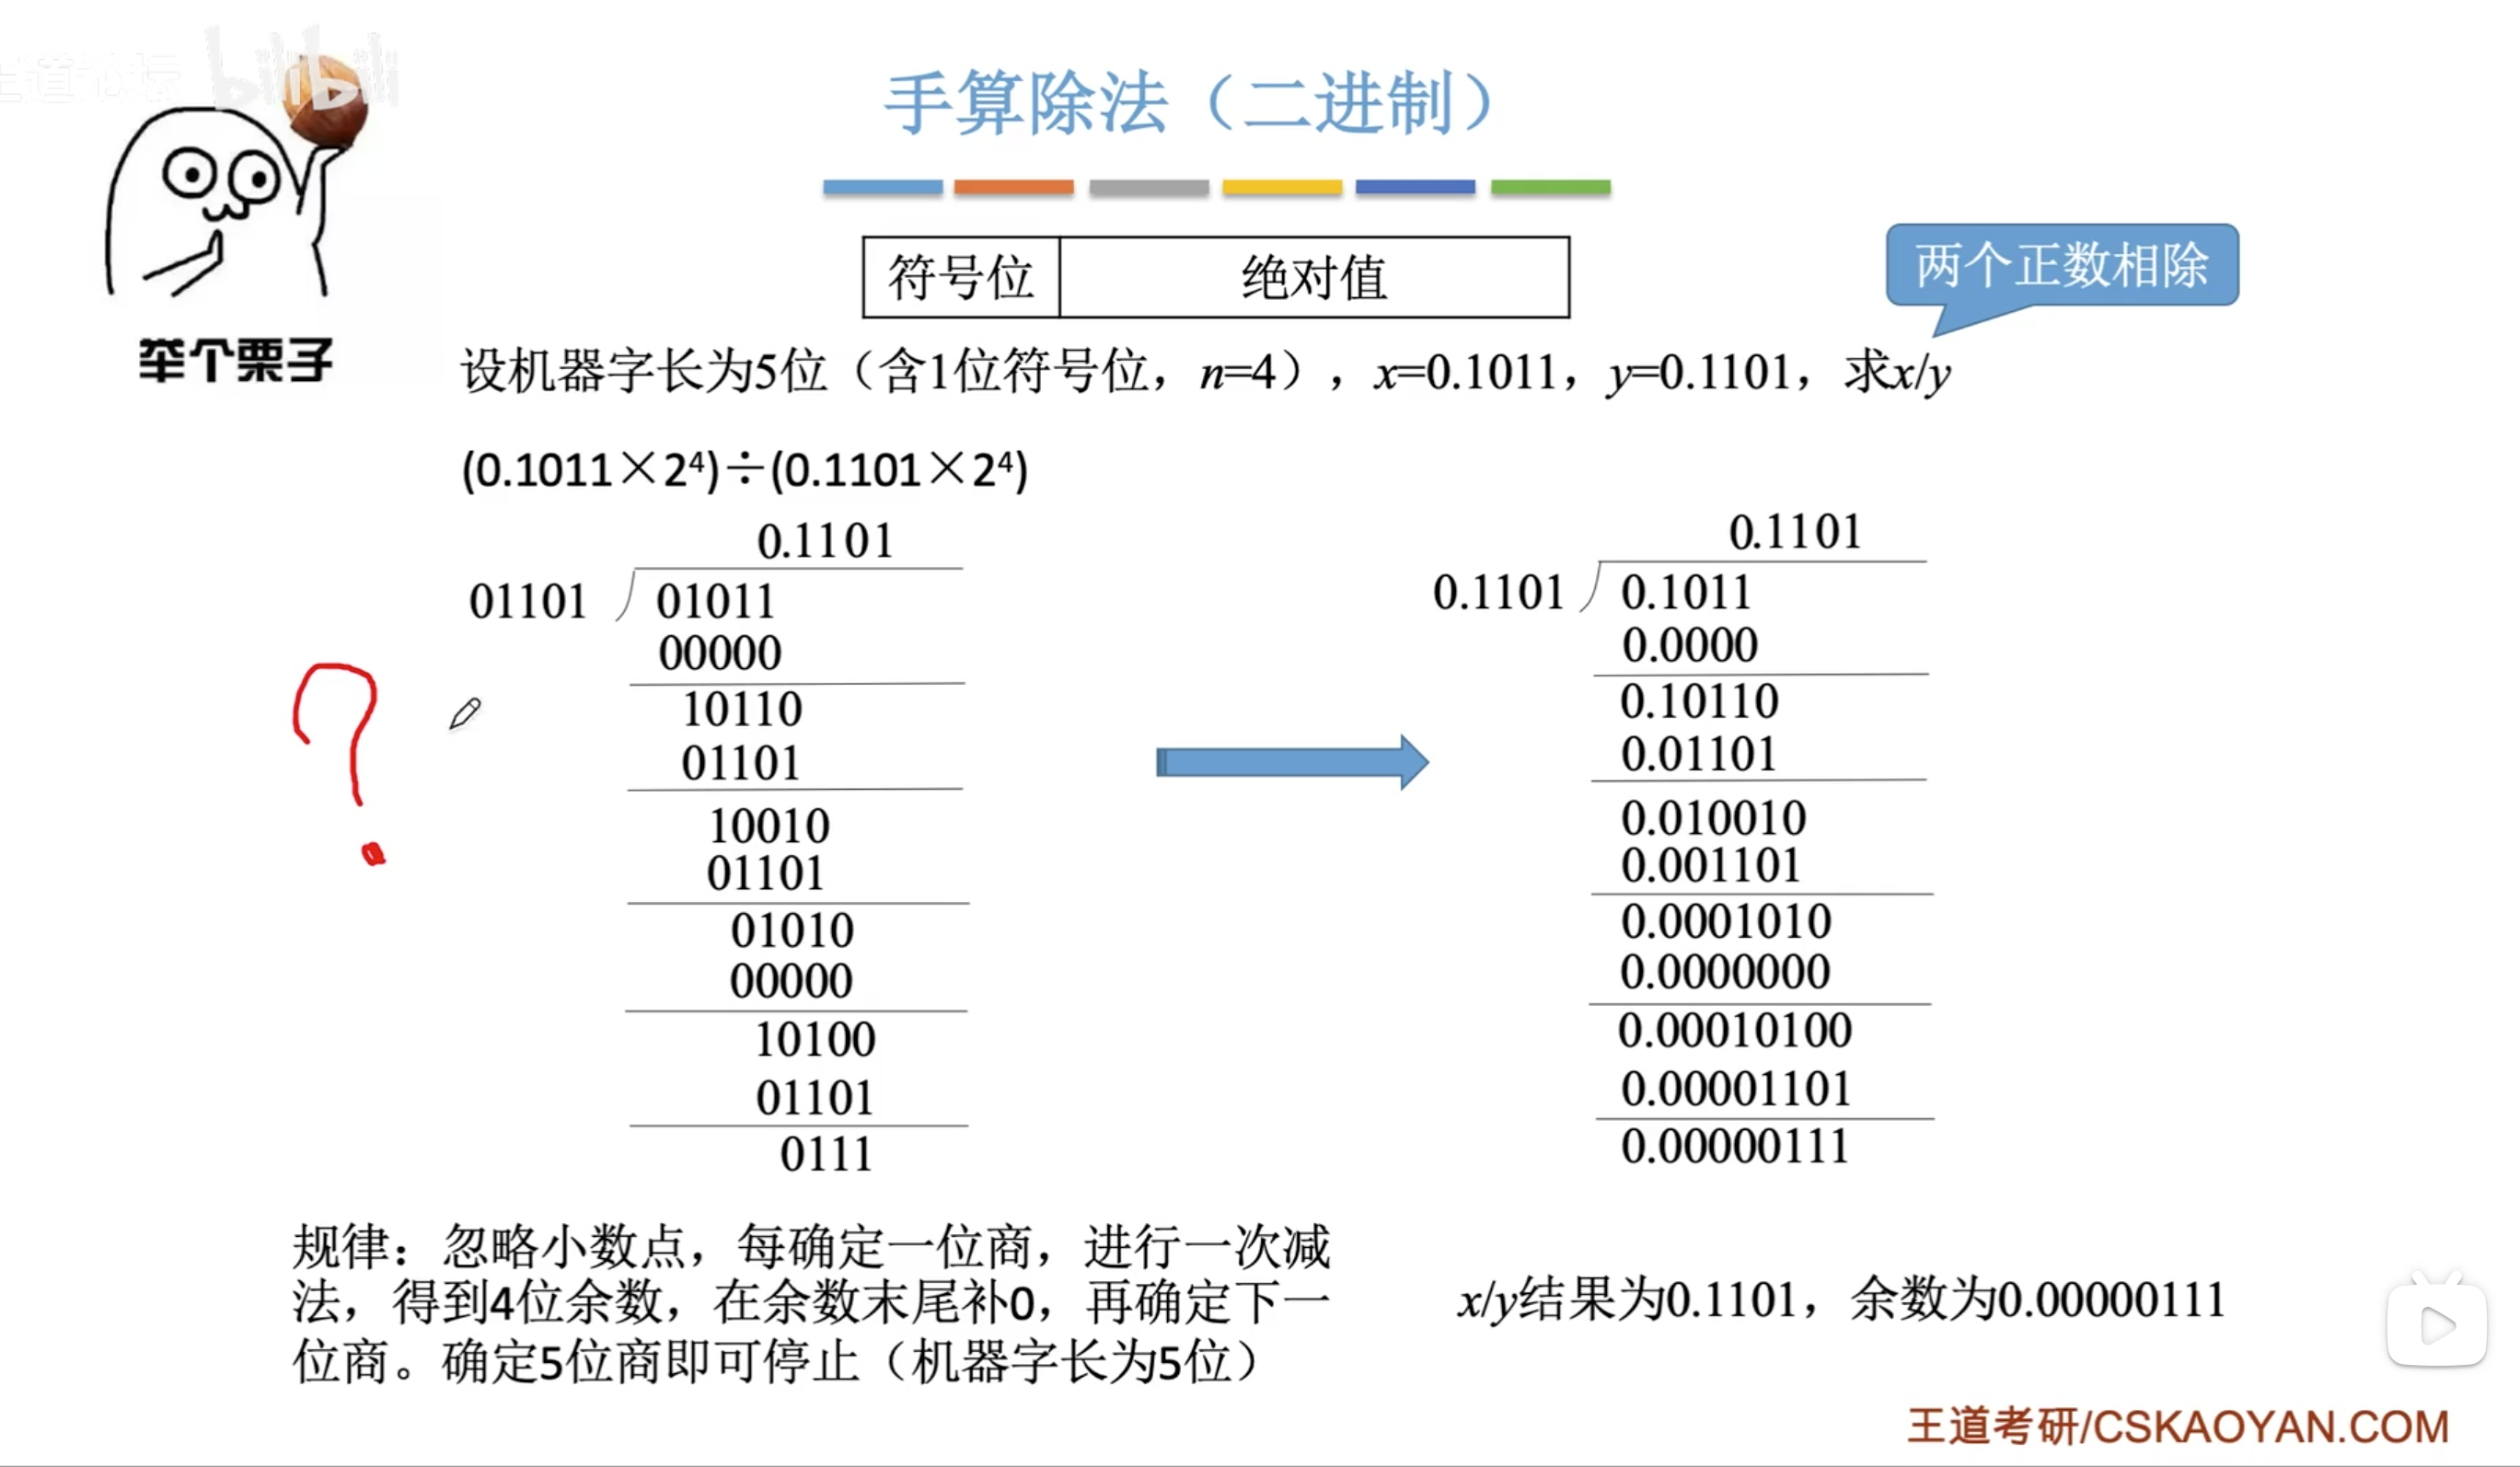 王道论坛 bilibili
手算除法（二进制）
符号位 绝对值
两个正数相除
举个栗子
设机器字长为5位（含1位符号位，n=4），x=0.1011，y=0.1101，求x/y
(0.1011×2⁴)÷(0.1101×2⁴)
0.1101
01101 01011
00000
10110
01101
10010
01101
01010
00000
10100
01101
0111
?
0.1101
0.1101 0.1011
0.0000
0.10110
0.01101
0.010010
0.001101
0.0001010
0.0000000
0.00010100
0.00001101
0.00000111
规律：忽略小数点，每确定一位商，进行一次减
法，得到4位余数，在余数末尾补0，再确定下一
位商。确定5位商即可停止（机器字长为5位）
x/y结果为0.1101，余数为0.00000111
王道考研/CSKAOYAN.COM